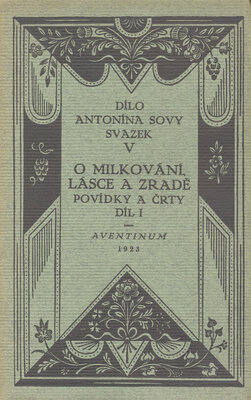 DÍLO
ANTONÍNA SOVY
SVAZEK
V
O MILKOVÁNÍ,
LÁSCE A ZRADĚ
POVÍDKY A ČRTY
DÍL I
AVENTINUM
1923